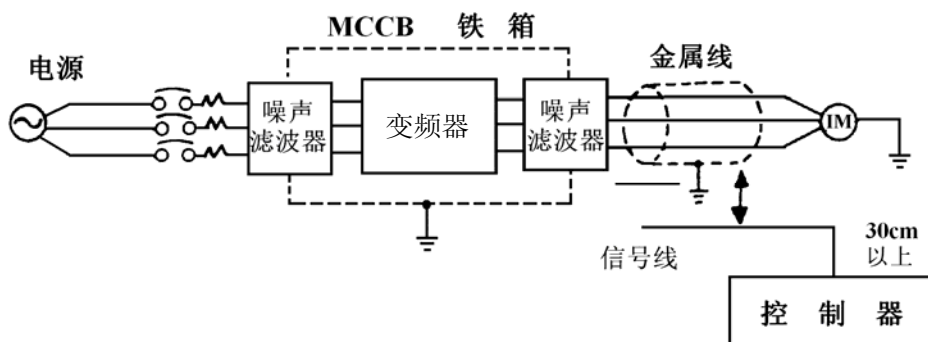 MCCB 铁 箱
电源
金属线
噪声
滤波器
变频器
噪声
滤波器
IM
信号线
30cm
以上
控 制 器